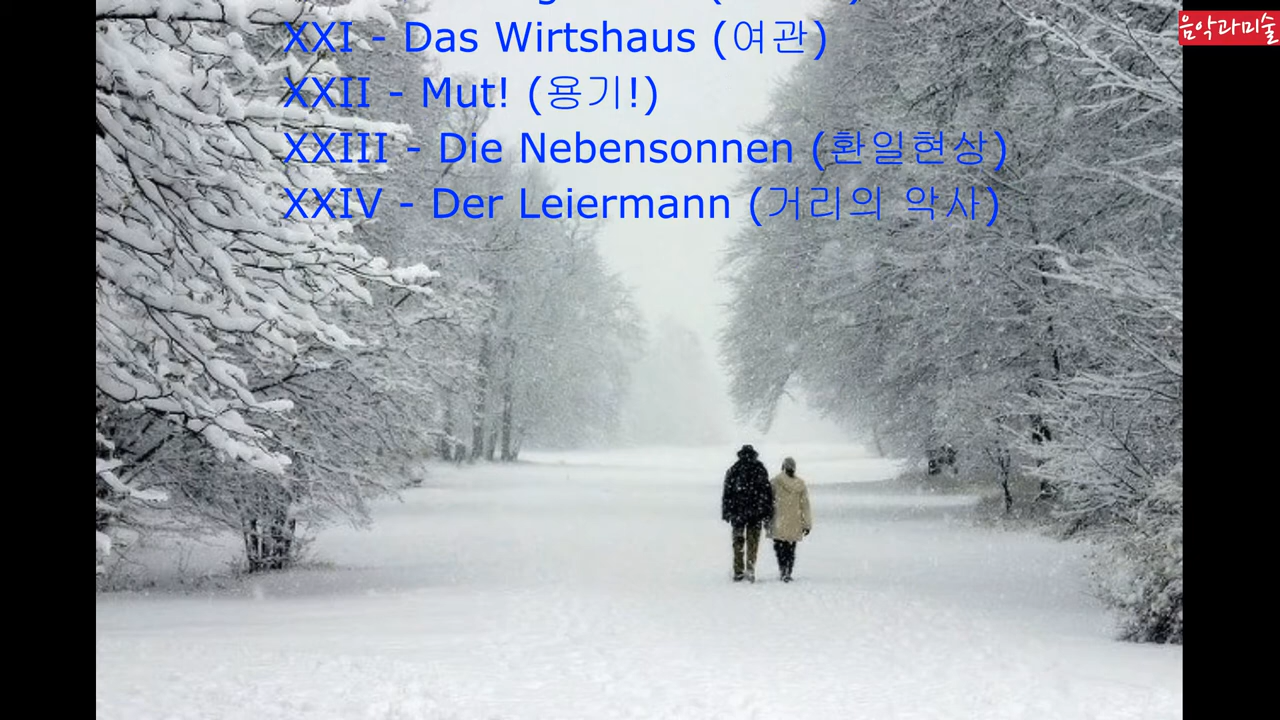 XXI - Das Wirtshaus (여관)
XXII - Mut! (용기!)
XXIII - Die Nebensonnen (환일현상)
XXIV - Der Leiermann (거리의 악사)
음악과미술